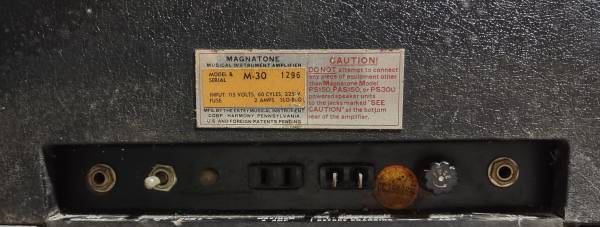 MAGNATONE
MUSICAL INSTRUMENT AMPLIFIER
MODEL &
SERIAL
M-30 1296
INPUT: 115 VOLTS, 60 CYLES, 225 V.
FUSE 2 AMPS SLO-BLO
MFG. BY THE ESTEY MUSICAL INSTRUMENT
CORP. HARMONY, PENNSYLVANIA
U.S. AND FOREIGN PATENTS PENDING
CAUTION!
DO NOT attempt to connect
any piece of equipment other
than Magnatone Model
PS150, PAS150, or PS300
powered speaker units
to the jacks marked "SEE
CAUTION" at the bottom
rear of the amplifier.